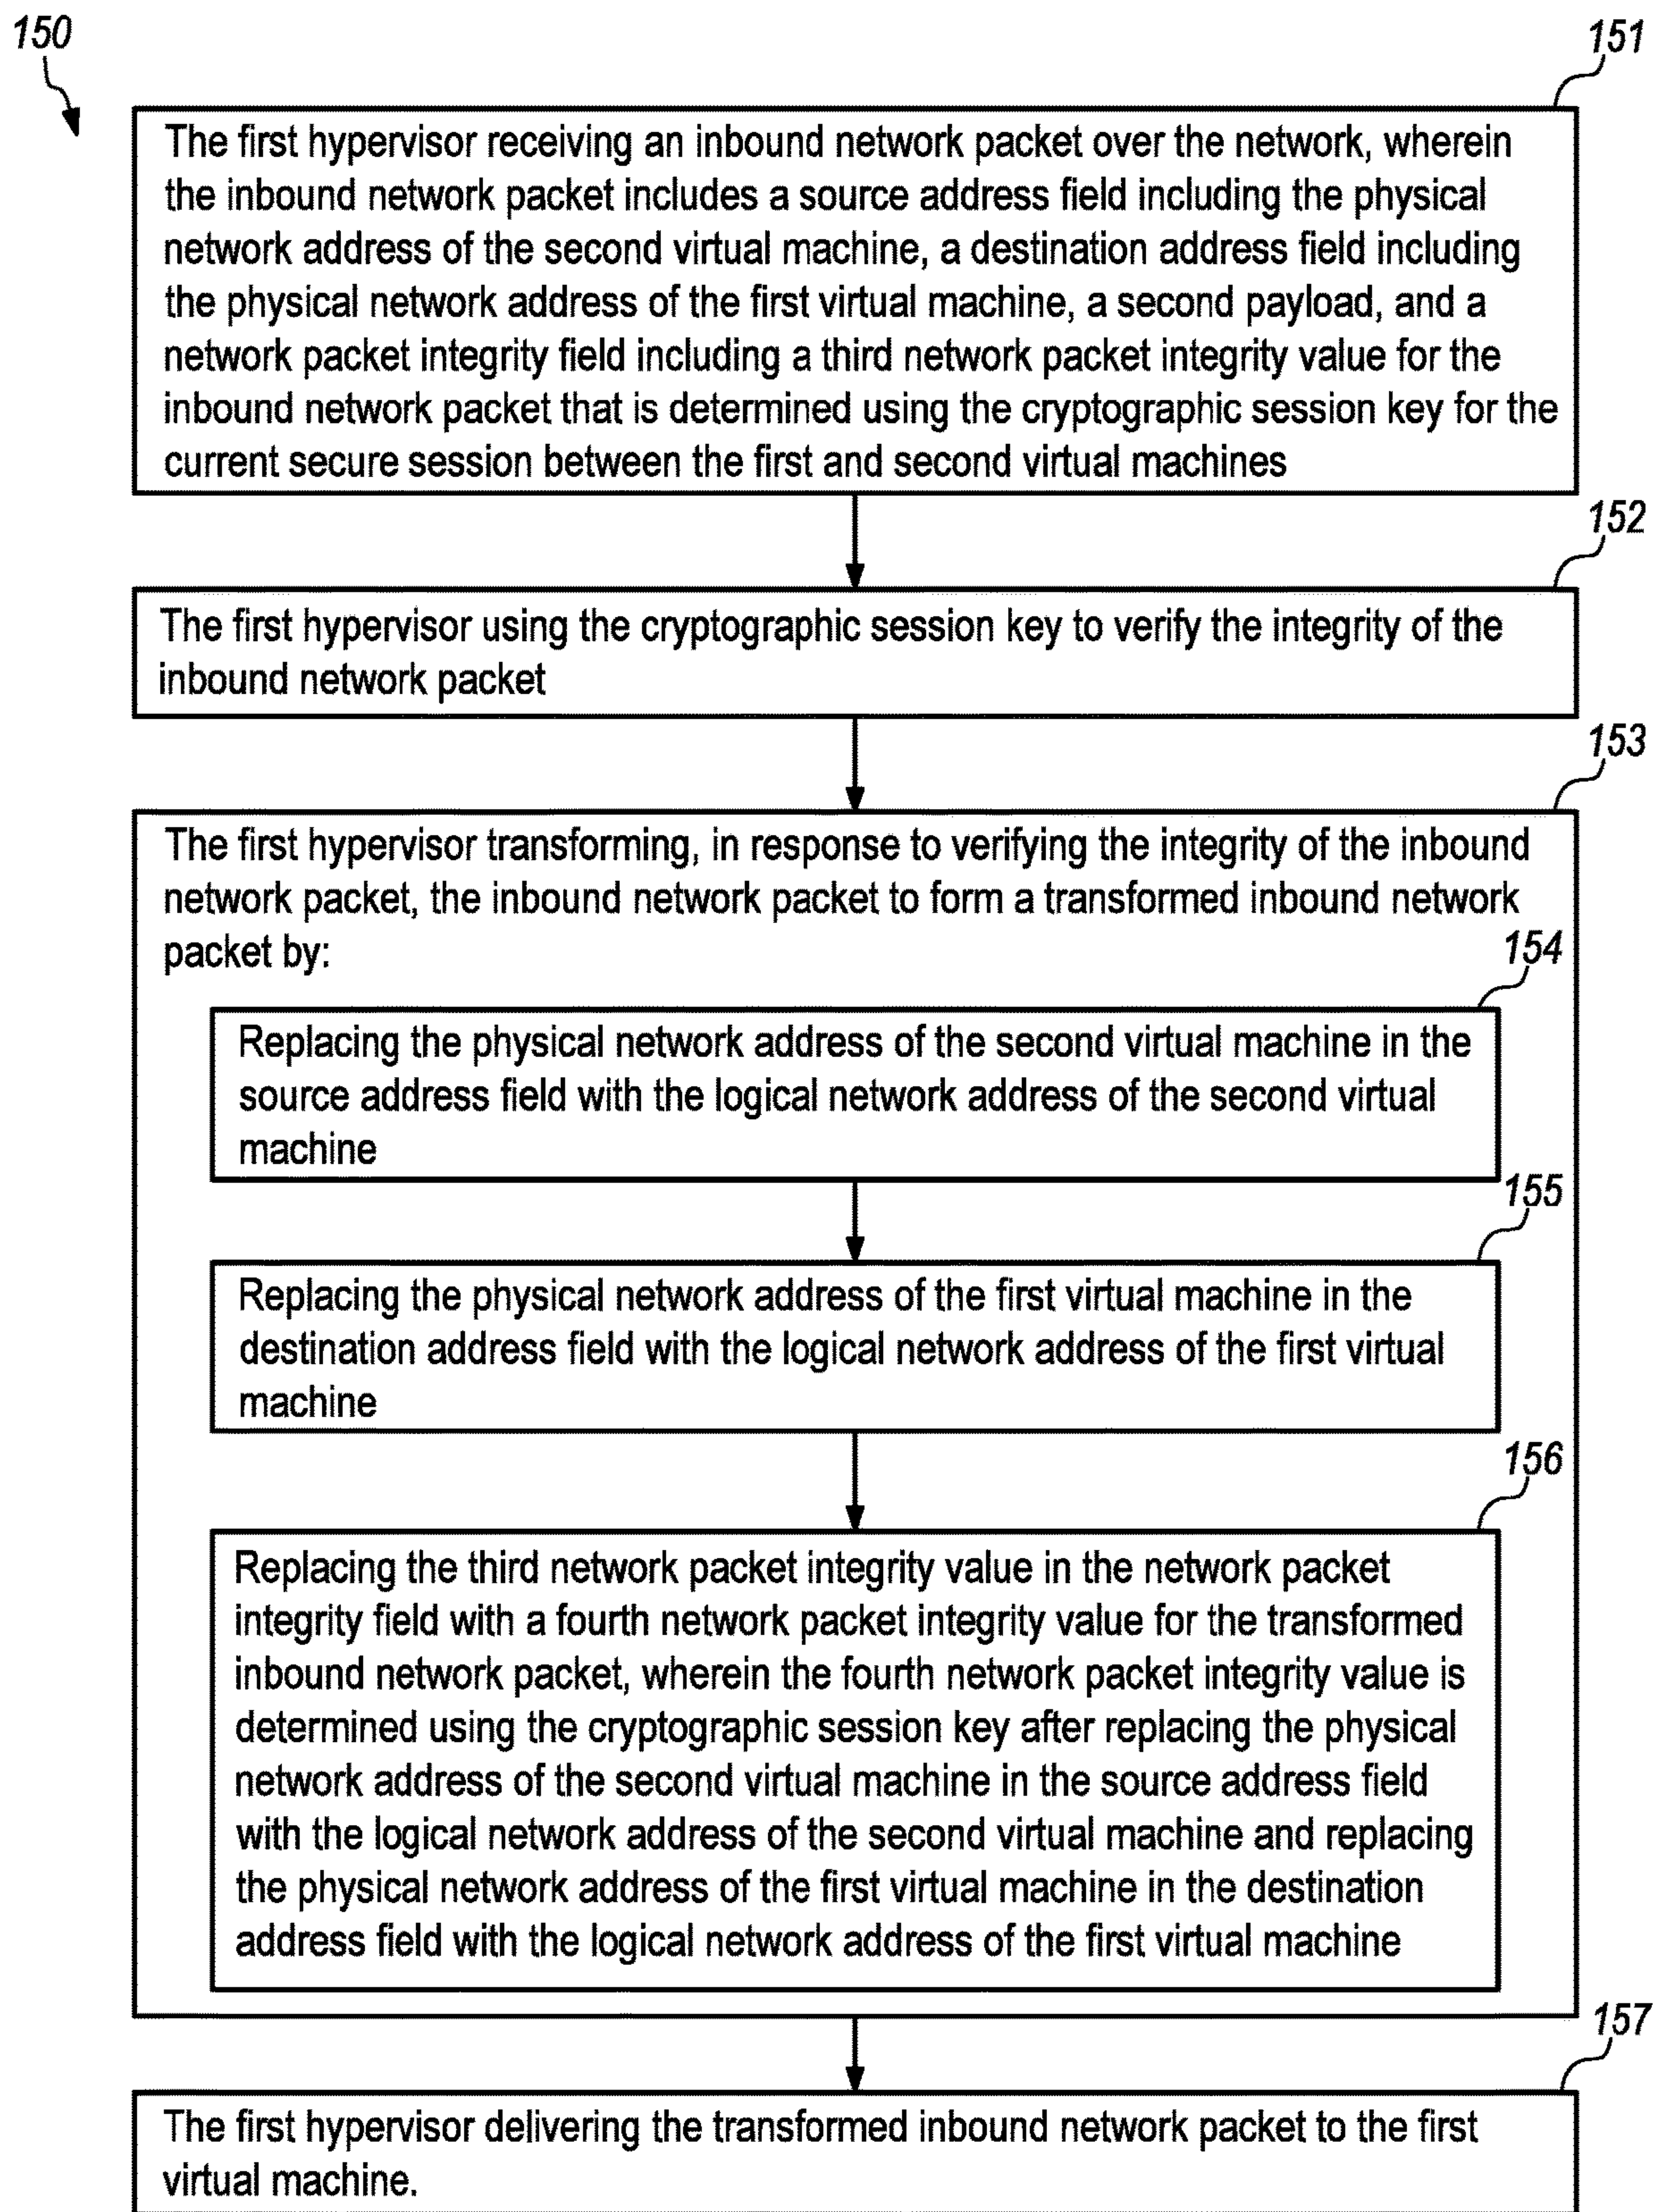 150
151
The first hypervisor receiving an inbound network packet over the network, wherein
the inbound network packet includes a source address field including the physical
network address of the second virtual machine, a destination address field including
the physical network address of the first virtual machine, a second payload, and a
network packet integrity field including a third network packet integrity value for the
inbound network packet that is determined using the cryptographic session key for the
current secure session between the first and second virtual machines
152
The first hypervisor using the cryptographic session key to verify the integrity of the
inbound network packet
153
The first hypervisor transforming, in response to verifying the integrity of the inbound
network packet, the inbound network packet to form a transformed inbound network
packet by:
154
Replacing the physical network address of the second virtual machine in the
source address field with the logical network address of the second virtual
machine
155
Replacing the physical network address of the first virtual machine in the
destination address field with the logical network address of the first virtual
machine
156
Replacing the third network packet integrity value in the network packet
integrity field with a fourth network packet integrity value for the transformed
inbound network packet, wherein the fourth network packet integrity value is
determined using the cryptographic session key after replacing the physical
network address of the second virtual machine in the source address field
with the logical network address of the second virtual machine and replacing
the physical network address of the first virtual machine in the destination
address field with the logical network address of the first virtual machine
157
The first hypervisor delivering the transformed inbound network packet to the first
virtual machine.